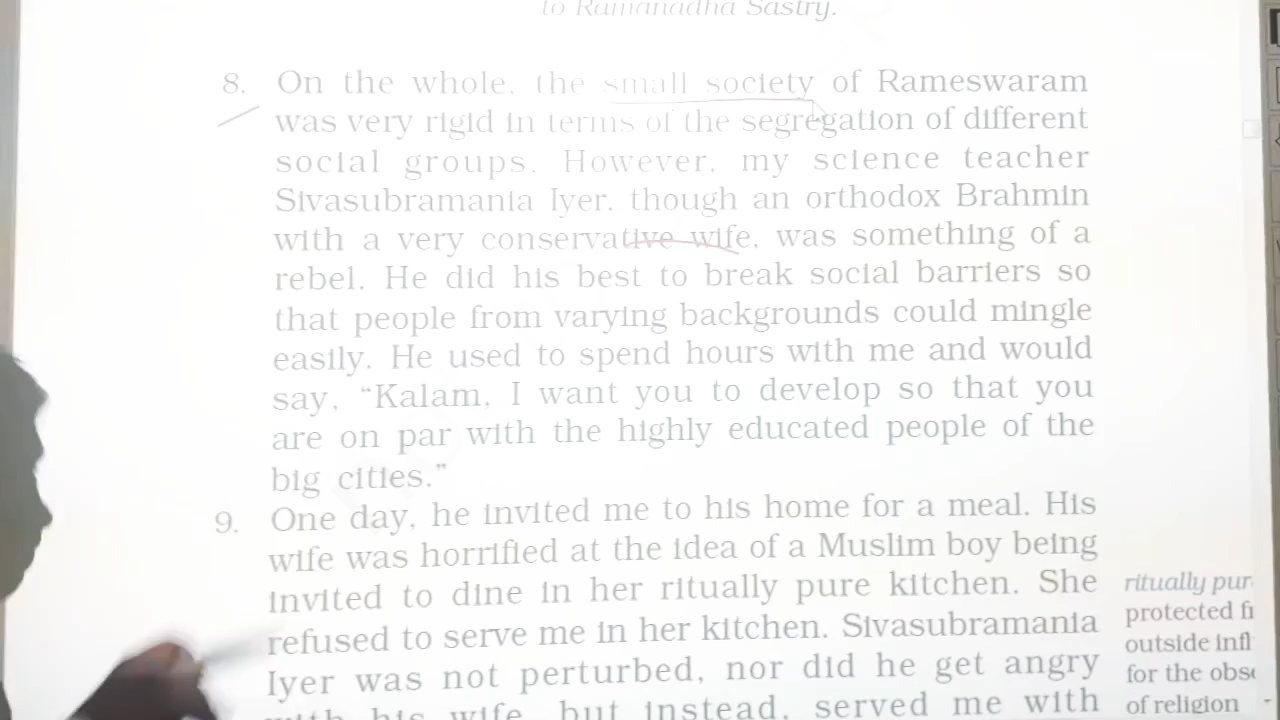 to Ramanadha Sastry.
8. On the whole, the small society of Rameswaram
was very rigid in terms of the segregation of different
social groups. However, my science teacher
Sivasubramania Iyer, though an orthodox Brahmin
with a very conservative wife, was something of a
rebel. He did his best to break social barriers so
that people from varying backgrounds could mingle
easily. He used to spend hours with me and would
say, “Kalam, I want you to develop so that you
are on par with the highly educated people of the
big cities.”
9. One day, he invited me to his home for a meal. His
wife was horrified at the idea of a Muslim boy being
invited to dine in her ritually pure kitchen. She
refused to serve me in her kitchen. Sivasubramania
Iyer was not perturbed, nor did he get angry
with his wife, but instead, served me with
ritually pur
protected f
outside infl
for the obs
of religion